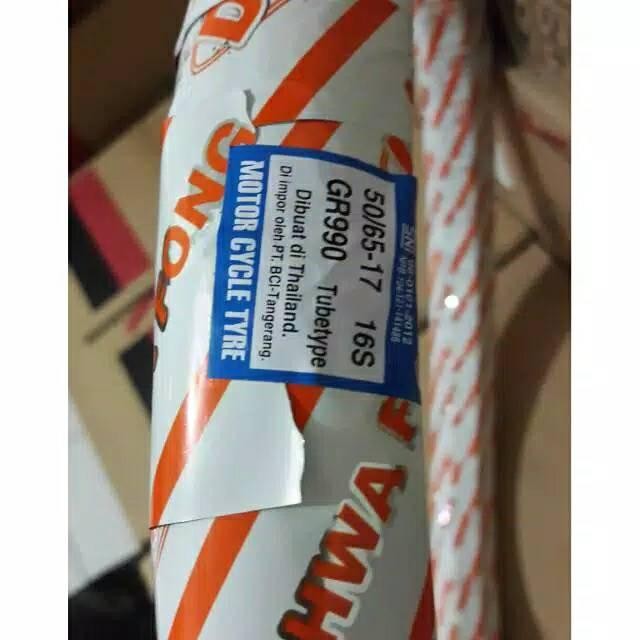 D
FONG
MOTOR CYCLE TYRE
50/65-17 16S
GR990 Tubetype
Dibuat di Thailand.
Di impor oleh PT. BCI-Tangerang.
HWA F